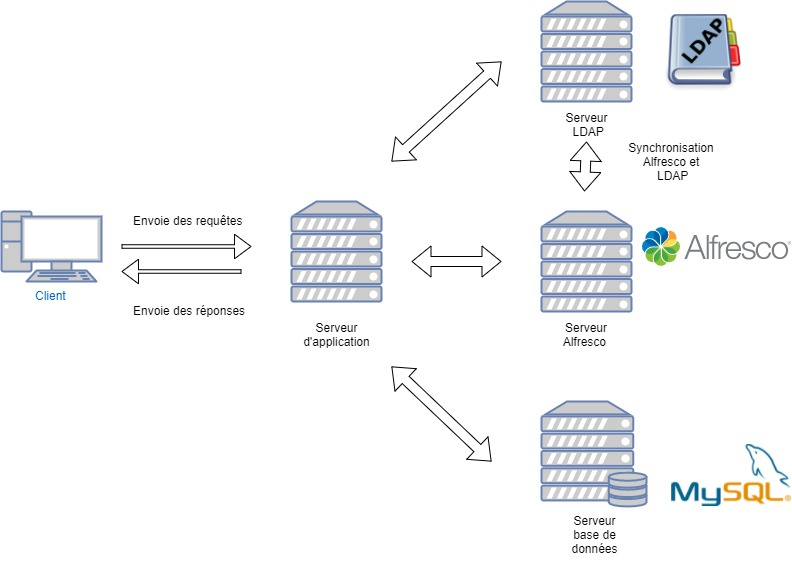 LDAP
Serveur
LDAP
Synchronisation
Alfresco et
LDAP
Envoie des requêtes
Client
Envoie des réponses
Serveur
d'application
Alfresco®
Serveur
Alfresco
MySQL®
Serveur
base de
données